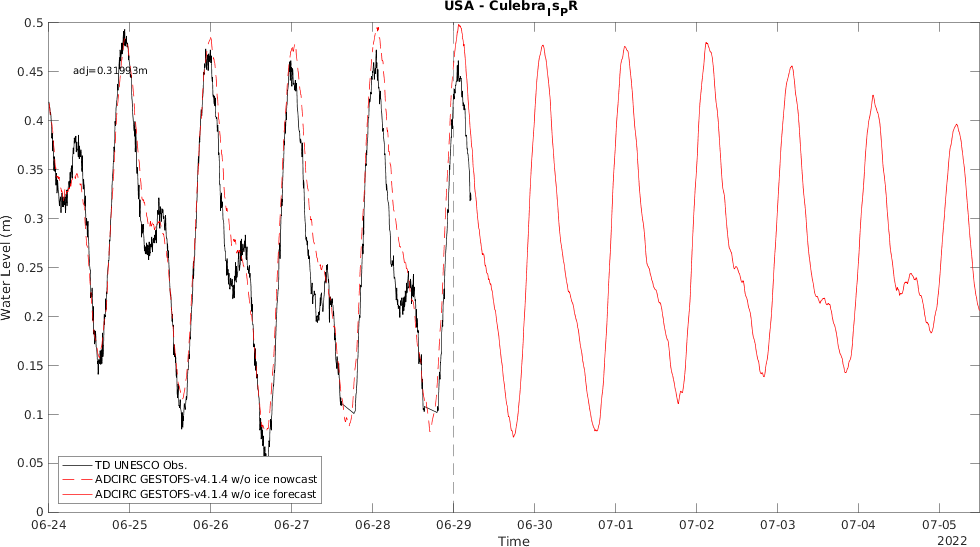 USA - Culebra_Is_PR
0.5
0.45
0.4
0.35
0.3
0.25
0.2
0.15
0.1
0.05
0
Water Level (m)
adj=0.31993m
TD UNESCO Obs.
ADCIRC GESTOFS-v4.1.4 w/o ice nowcast
ADCIRC GESTOFS-v4.1.4 w/o ice forecast
06-24 06-25 06-26 06-27 06-28 06-29 06-30 07-01 07-02 07-03 07-04 07-05
Time
2022